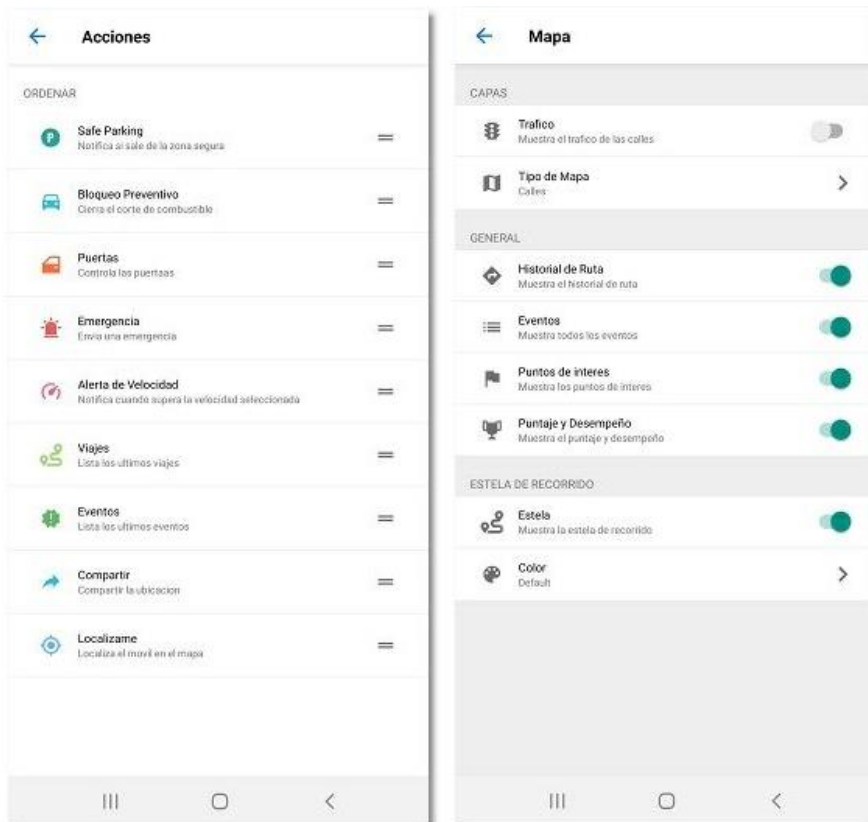 Acciones
ORDENAR
Safe Parking
Notifica si sale de la zona segura
Bloqueo Preventivo
Cierra el corte de combustible
Puertas
Controla las puertaas
Emergencia
Envia una emergencia
Alerta de Velocidad
Notifica cuando supera la velocidad seleccionada
Viajes
Lista los ultimos viajes
Eventos
Lista los ultimos eventos
Compartir
Compartir la ubicacion
Localizame
Localiza el movil en el mapa
Mapa
CAPAS
Trafico
Muestra el trafico de las calles
Tipo de Mapa
Calles
GENERAL
Historial de Ruta
Muestra el historial de ruta
Eventos
Muestra todos los eventos
Puntos de interes
Muestra los puntos de interes
Puntaje y Desempeño
Muestra el puntaje y desempeño
ESTELA DE RECORRIDO
Estela
Muestra la estela de recorrido
Color
Default